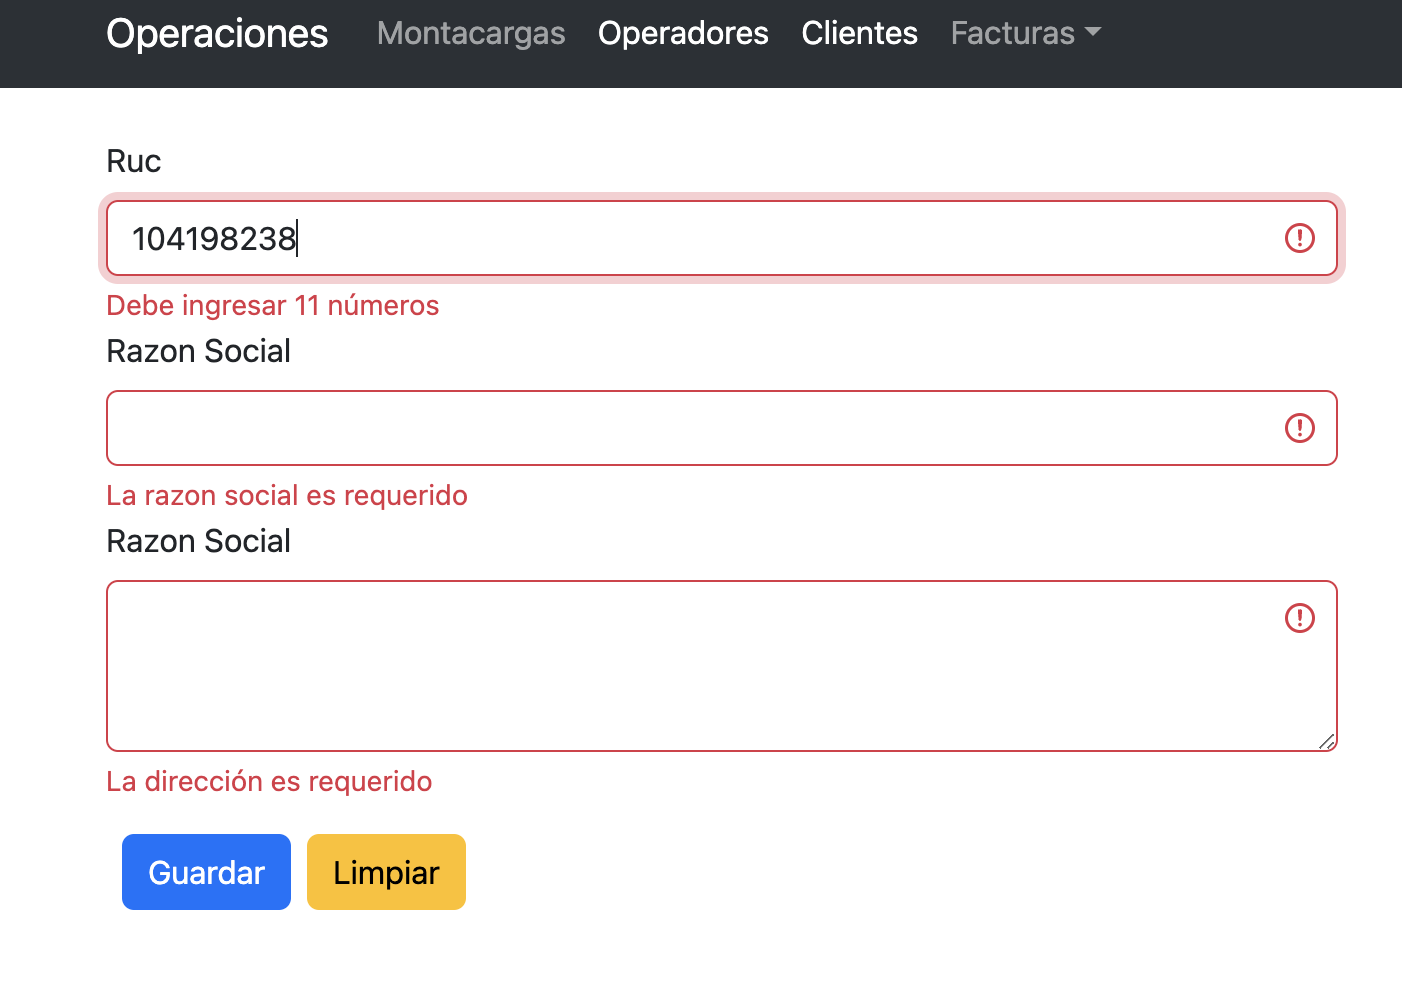 Operaciones Montacargas Operadores Clientes Facturas
Ruc
104198238
Debe ingresar 11 números
Razon Social
La razon social es requerido
Razon Social
La dirección es requerido
Guardar Limpiar